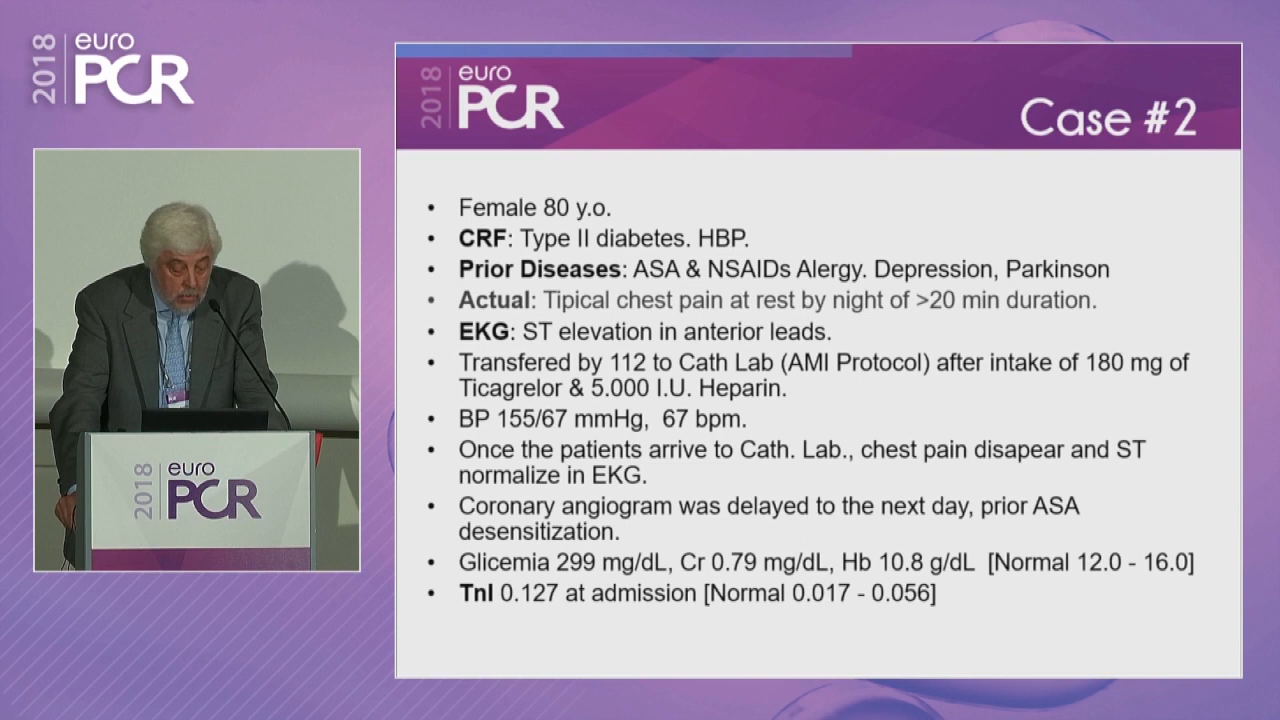 2018 euro PCR
2018 euro PCR
Case #2
• Female 80 y.o.
• CRF: Type II diabetes. HBP.
• Prior Diseases: ASA & NSAIDs Alergy. Depression, Parkinson
• Actual: Tipical chest pain at rest by night of >20 min duration.
• EKG: ST elevation in anterior leads.
• Transfered by 112 to Cath Lab (AMI Protocol) after intake of 180 mg of
Ticagrelor & 5.000 I.U. Heparin.
• BP 155/67 mmHg, 67 bpm.
• Once the patients arrive to Cath. Lab., chest pain disapear and ST
normalize in EKG.
• Coronary angiogram was delayed to the next day, prior ASA
desensitization.
• Glicemia 299 mg/dL, Cr 0.79 mg/dL, Hb 10.8 g/dL [Normal 12.0 - 16.0]
• TnI 0.127 at admission [Normal 0.017 - 0.056]
2018 euro PCR